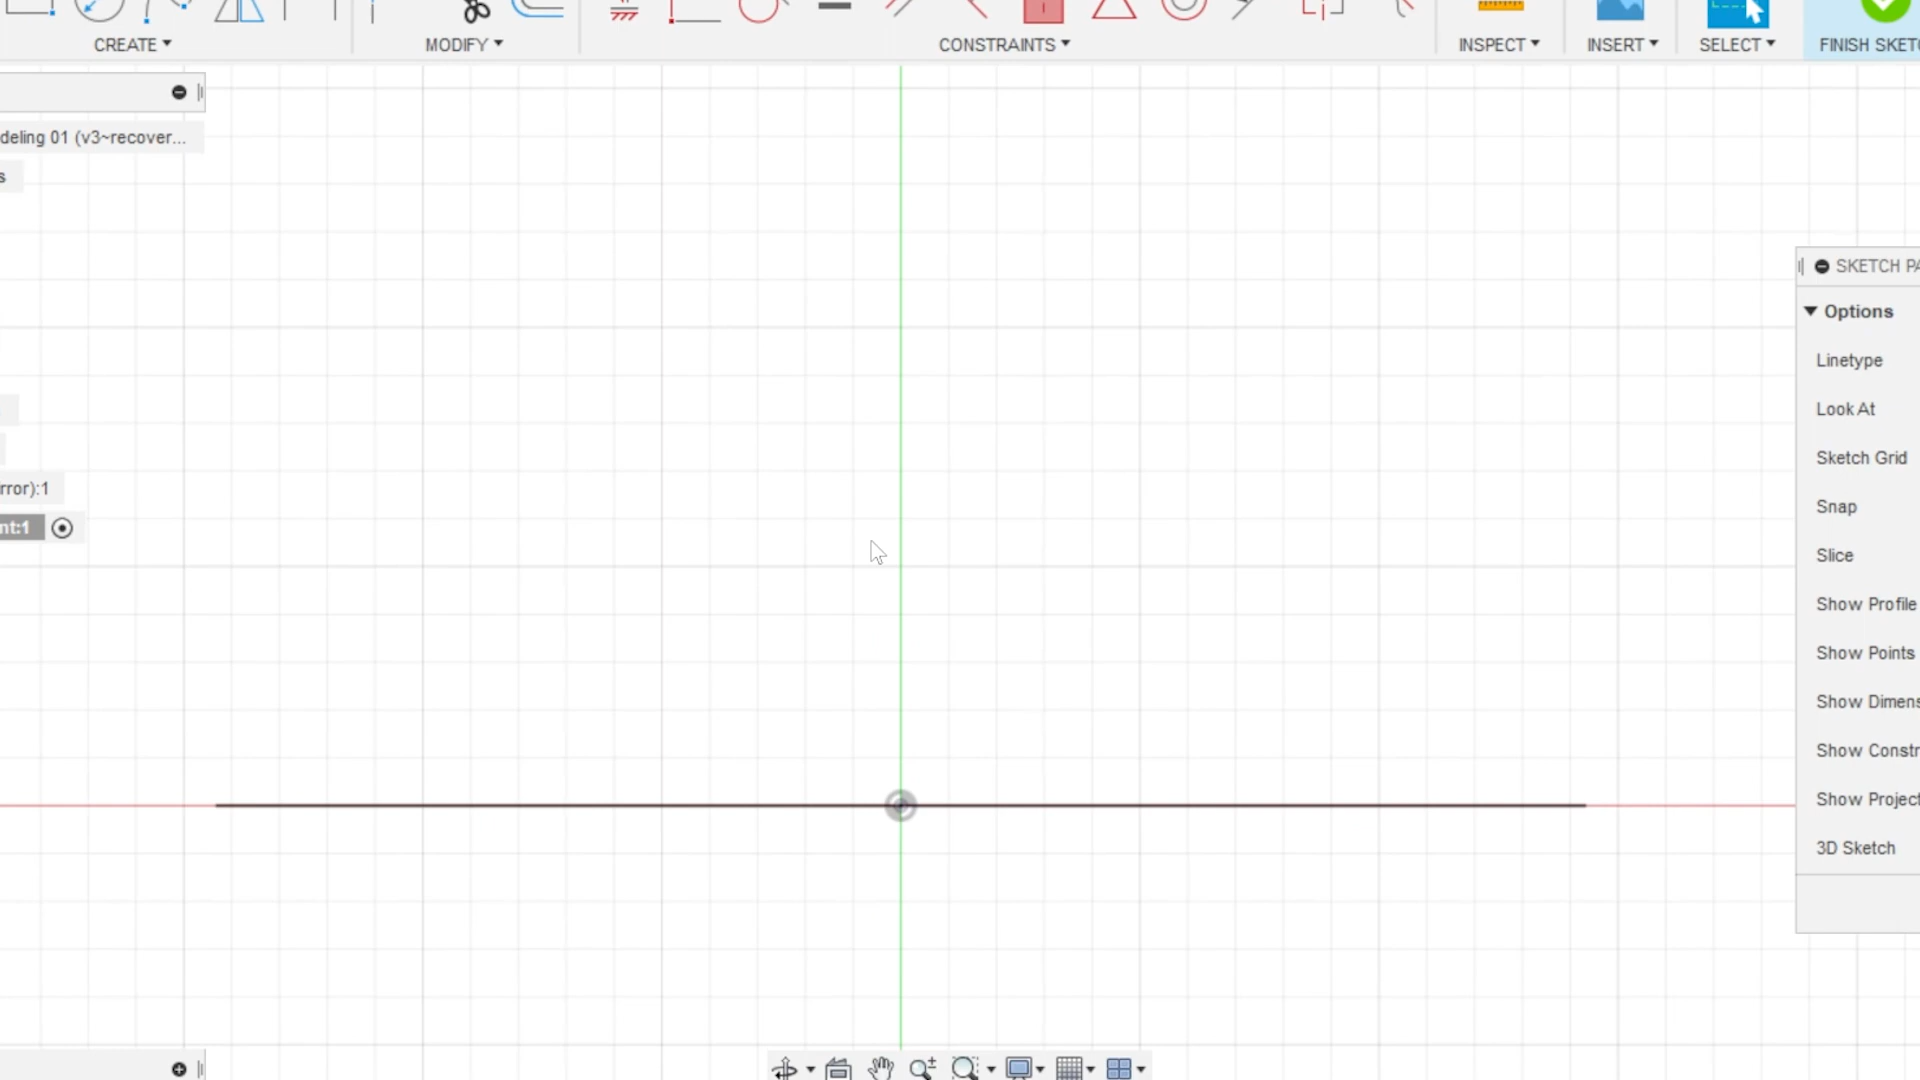 CREATE MODIFY CONSTRAINTS INSPECT INSERT SELECT FINISH SKETC
deling 01 (v3~recover...
s
rror):1
nt:1
SKETCH PA
Options
Linetype
Look At
Sketch Grid
Snap
Slice
Show Profile
Show Points
Show Dimens
Show Constr
Show Project
3D Sketch